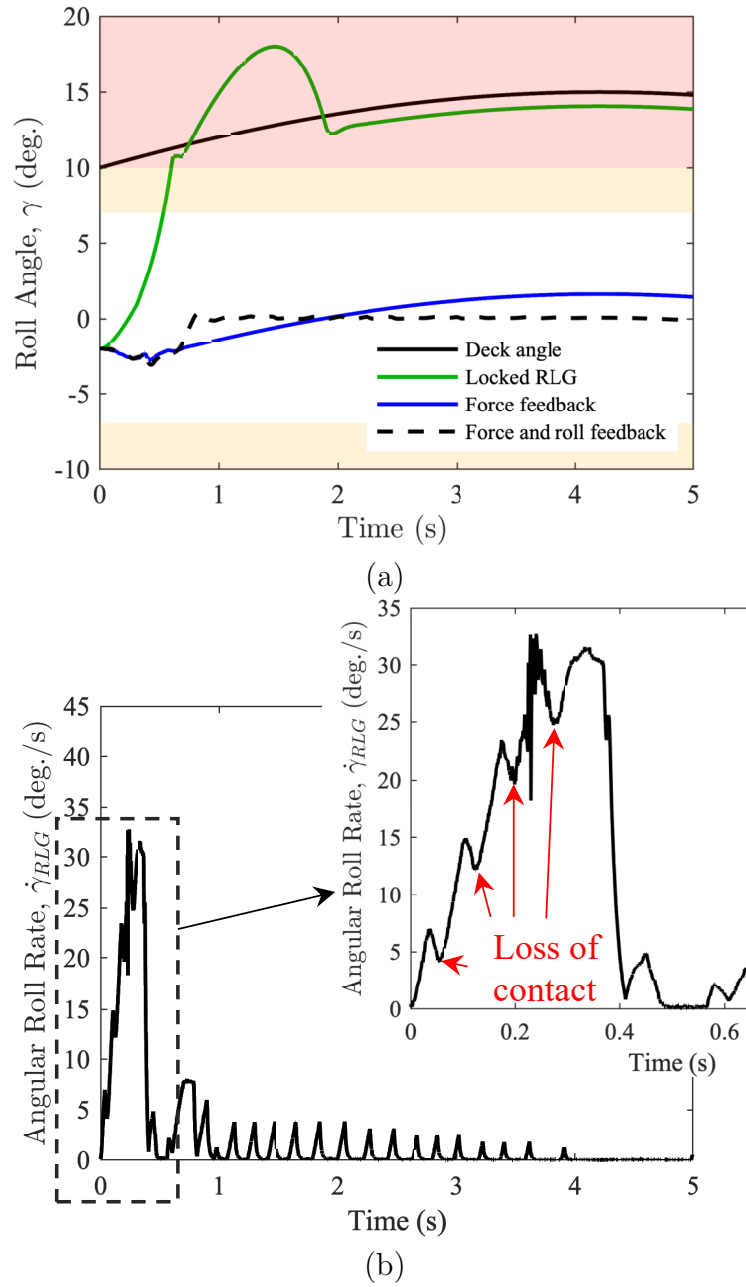 20
15
10
5
0
-5
-10
Roll Angle, γ (deg.)
Deck angle
Locked RLG
Force feedback
Force and roll feedback
0 1 2 3 4 5
Time (s)
(a)
35
30
25
20
15
10
5
0
Angular Roll Rate, γ̇RLG (deg./s)
Loss of
contact
0 0.2 0.4 0.6
Time (s)
45
40
35
30
25
20
15
10
5
0
Angular Roll Rate, γ̇RLG (deg./s)
0 1 2 3 4 5
Time (s)
(b)